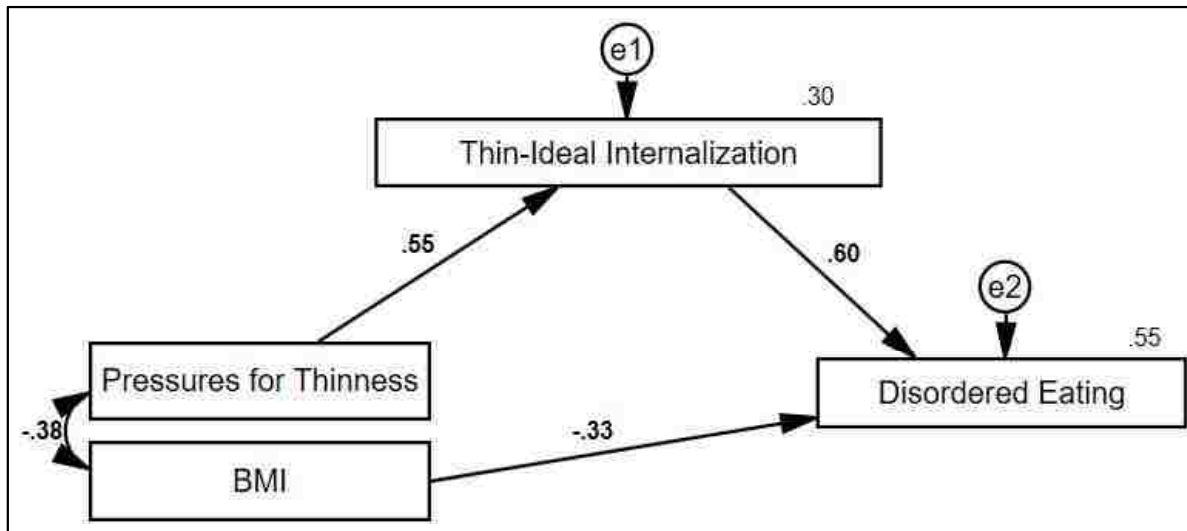 e1
.30
Thin-Ideal Internalization
.55
.60
e2
.55
Pressures for Thinness
Disordered Eating
-.38
-.33
BMI